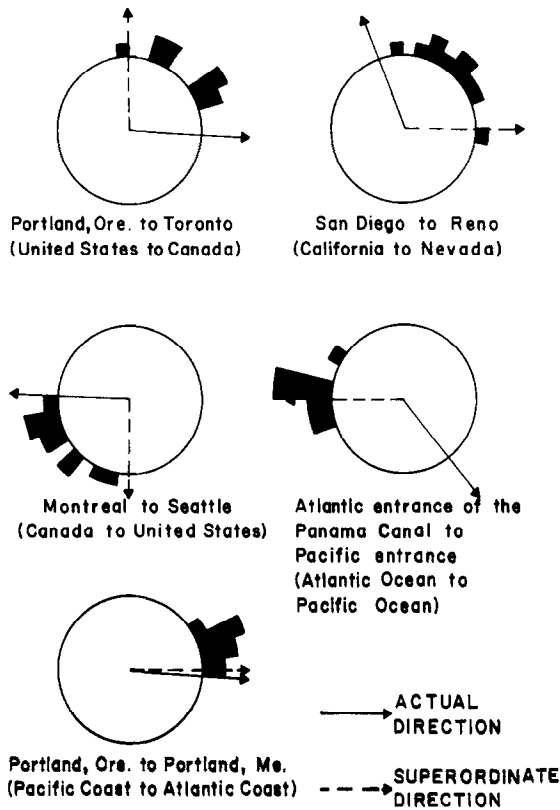 Portland, Ore. to Toronto
(United States to Canada)
San Diego to Reno
(California to Nevada)
Montreal to Seattle
(Canada to United States)
Atlantic entrance of the
Panama Canal to
Pacific entrance
(Atlantic Ocean to
Pacific Ocean)
Portland, Ore. to Portland, Me.
(Pacific Coast to Atlantic Coast)
ACTUAL
DIRECTION
SUPERORDINATE
DIRECTION